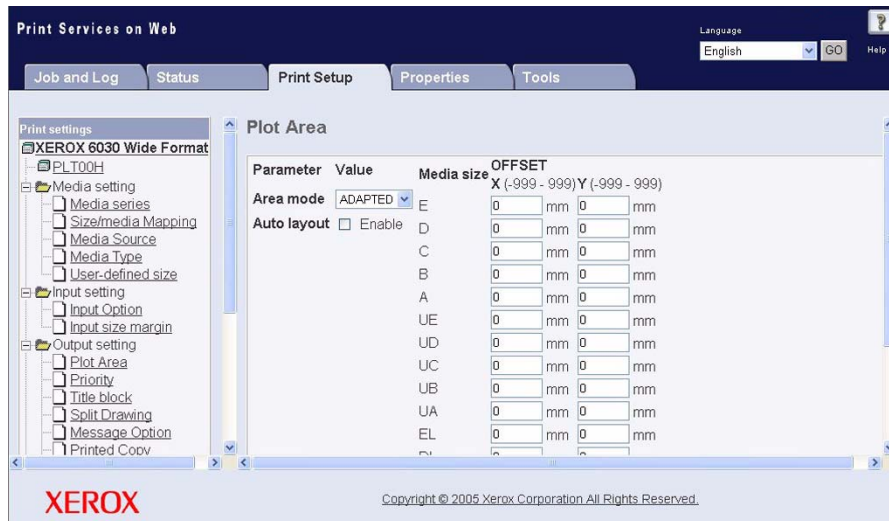 Print Services on Web
Language
English
GO
?
Help
Job and Log
Status
Print Setup
Properties
Tools
Print settings
XEROX 6030 Wide Format
PLT00H
Media setting
Media series
Size/media Mapping
Media Source
Media Type
User-defined size
Input setting
Input Option
Input size margin
Output setting
Plot Area
Priority
Title block
Split Drawing
Message Option
Printed Copy
Plot Area
Parameter Value Media size OFFSET
X (-999 - 999) Y (-999 - 999)
Area mode ADAPTED
Auto layout Enable
E 0 mm 0 mm
D 0 mm 0 mm
C 0 mm 0 mm
B 0 mm 0 mm
A 0 mm 0 mm
UE 0 mm 0 mm
UD 0 mm 0 mm
UC 0 mm 0 mm
UB 0 mm 0 mm
UA 0 mm 0 mm
EL 0 mm 0 mm
XEROX
Copyright © 2005 Xerox Corporation All Rights Reserved.